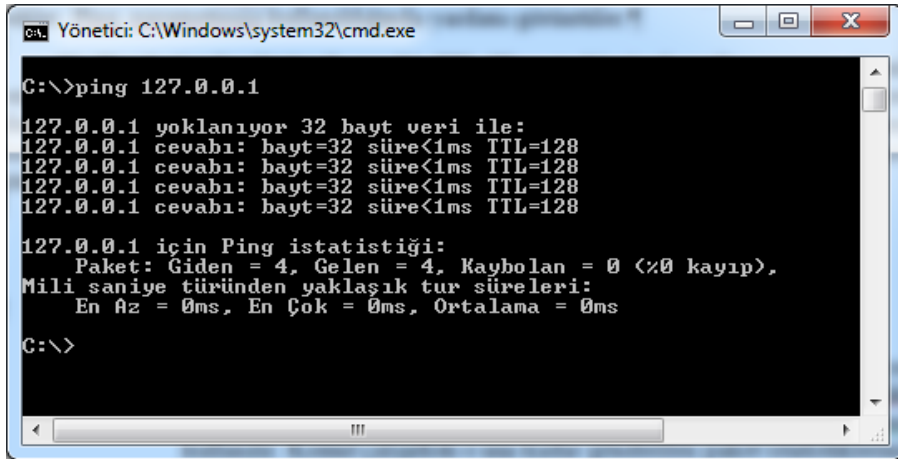 Yönetici: C:\Windows\system32\cmd.exe
C:\>ping 127.0.0.1
127.0.0.1 yoklanıyor 32 bayt veri ile:
127.0.0.1 cevabı: bayt=32 süre<1ms TTL=128
127.0.0.1 cevabı: bayt=32 süre<1ms TTL=128
127.0.0.1 cevabı: bayt=32 süre<1ms TTL=128
127.0.0.1 cevabı: bayt=32 süre<1ms TTL=128
127.0.0.1 için Ping istatistiği:
Paket: Giden = 4, Gelen = 4, Kaybolan = 0 (%0 kayıp),
Mili saniye türünden yaklaşık tur süreleri:
En Az = 0ms, En Çok = 0ms, Ortalama = 0ms
C:\>